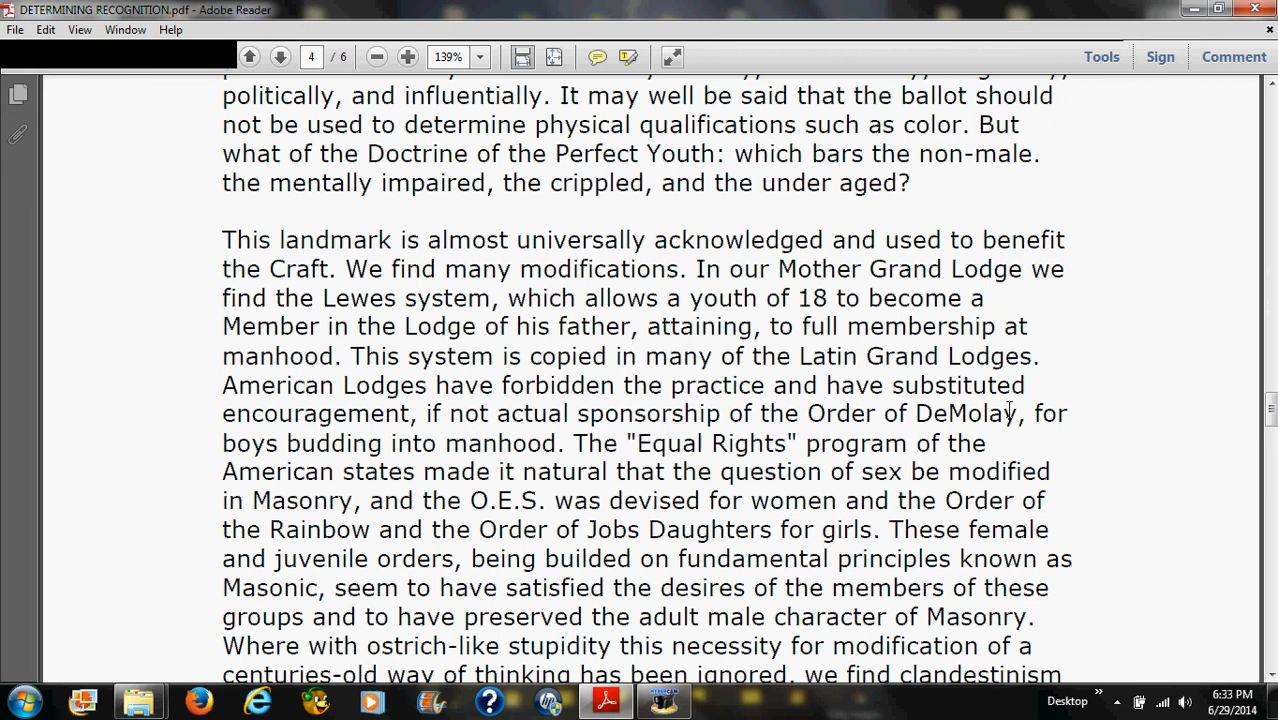 DETERMINING RECOGNITION.pdf - Adobe Reader
File Edit View Window Help
4 / 6 139% Tools Sign Comment
politically, and influentially. It may well be said that the ballot should
not be used to determine physical qualifications such as color. But
what of the Doctrine of the Perfect Youth: which bars the non-male.
the mentally impaired, the crippled, and the under aged?
This landmark is almost universally acknowledged and used to benefit
the Craft. We find many modifications. In our Mother Grand Lodge we
find the Lewes system, which allows a youth of 18 to become a
Member in the Lodge of his father, attaining, to full membership at
manhood. This system is copied in many of the Latin Grand Lodges.
American Lodges have forbidden the practice and have substituted
encouragement, if not actual sponsorship of the Order of DeMolay, for
boys budding into manhood. The "Equal Rights" program of the
American states made it natural that the question of sex be modified
in Masonry, and the O.E.S. was devised for women and the Order of
the Rainbow and the Order of Jobs Daughters for girls. These female
and juvenile orders, being builded on fundamental principles known as
Masonic, seem to have satisfied the desires of the members of these
groups and to have preserved the adult male character of Masonry.
Where with ostrich-like stupidity this necessity for modification of a
centuries-old way of thinking has been ignored, we find clandestinism
Desktop 6:33 PM
6/29/2014